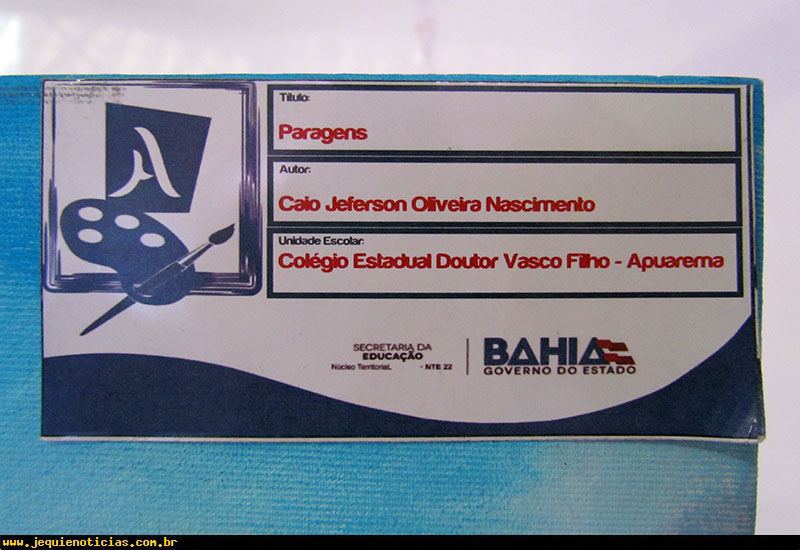 A
Título:
Paragens
Autor:
Caio Jeferson Oliveira Nascimento
Unidade Escolar:
Colégio Estadual Doutor Vasco Filho - Apuarema
SECRETARIA DA
EDUCAÇÃO
Núcleo Territorial, - NTE 22
BAHIA
GOVERNO DO ESTADO
www.jequienoticias.com.br